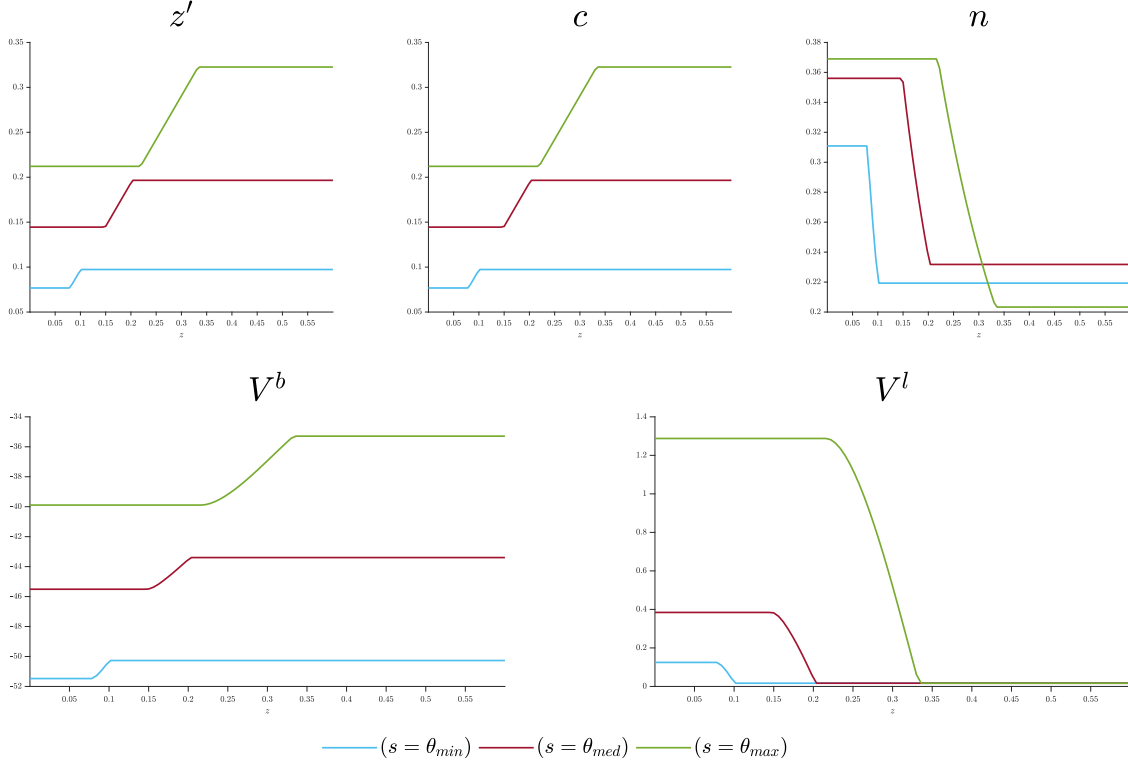 z′ c n
0.35 0.3 0.25 0.2 0.15 0.1 0.05
0.05 0.1 0.15 0.2 0.25 0.3 0.35 0.4 0.45 0.5 0.55
z
0.35 0.3 0.25 0.2 0.15 0.1 0.05
0.05 0.1 0.15 0.2 0.25 0.3 0.35 0.4 0.45 0.5 0.55
z
0.38 0.36 0.34 0.32 0.3 0.28 0.26 0.24 0.22 0.2
0.05 0.1 0.15 0.2 0.25 0.3 0.35 0.4 0.45 0.5 0.55
z
V^b V^l
-34 -36 -38 -40 -42 -44 -46 -48 -50 -52
0.05 0.1 0.15 0.2 0.25 0.3 0.35 0.4 0.45 0.5 0.55
z
1.4 1.2 1 0.8 0.6 0.4 0.2 0
0.05 0.1 0.15 0.2 0.25 0.3 0.35 0.4 0.45 0.5 0.55
z
(s = θ_min) (s = θ_med) (s = θ_max)